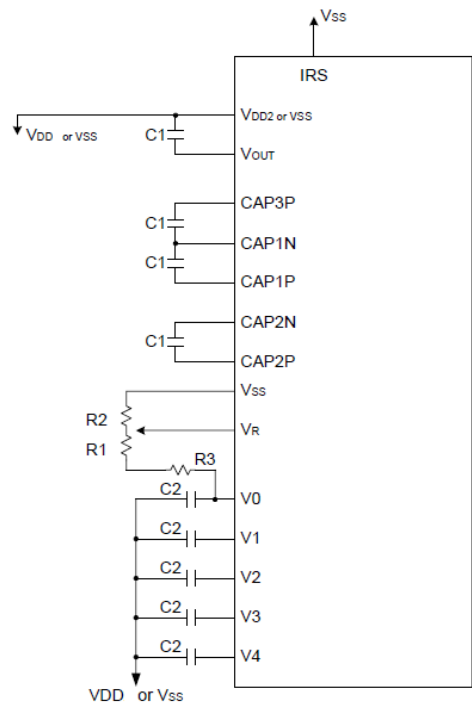 Vss
IRS
VDD or VSS
C1
VDD2 or VSS
VOUT
CAP3P
C1
CAP1N
C1
CAP1P
CAP2N
C1
CAP2P
Vss
R2
VR
R1
R3
C2
V0
C2
V1
C2
V2
C2
V3
C2
V4
VDD or Vss